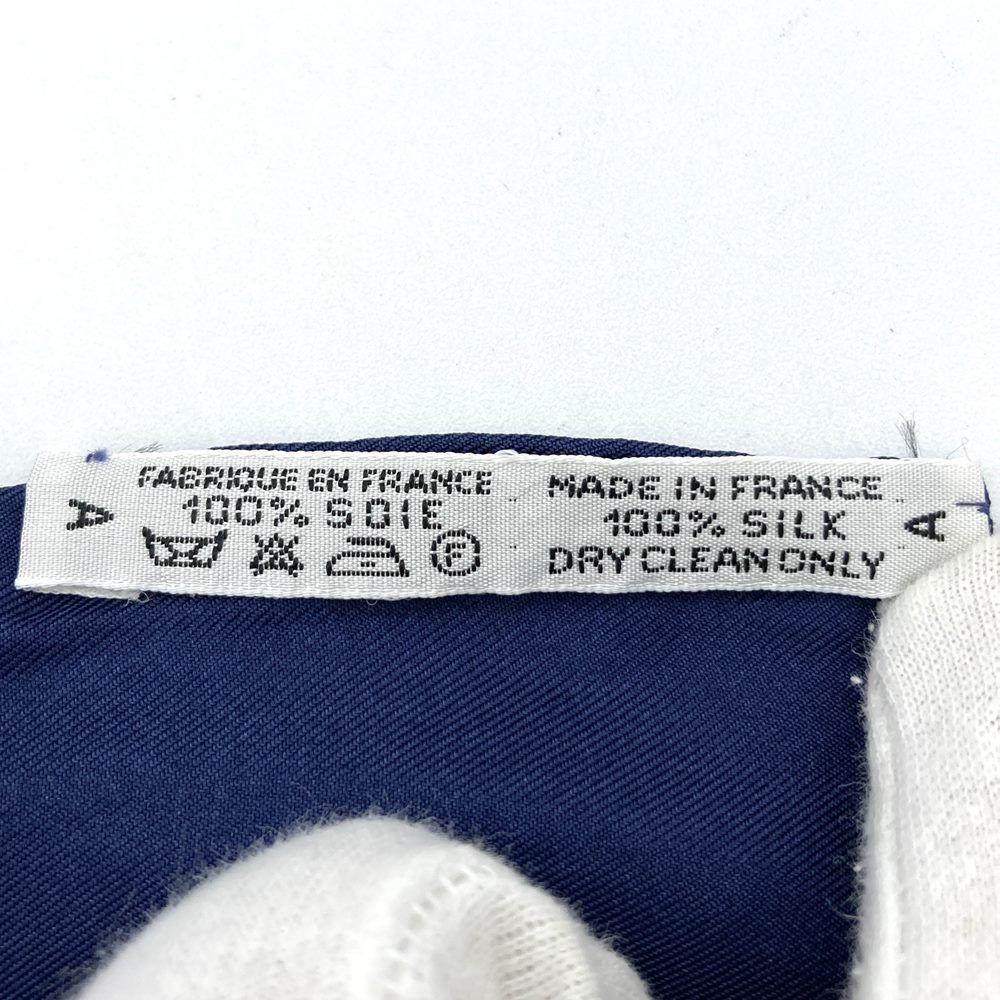 A
FABRIQUE EN FRANCE
100% SOIE
F
MADE IN FRANCE
100% SILK
DRY CLEAN ONLY
A